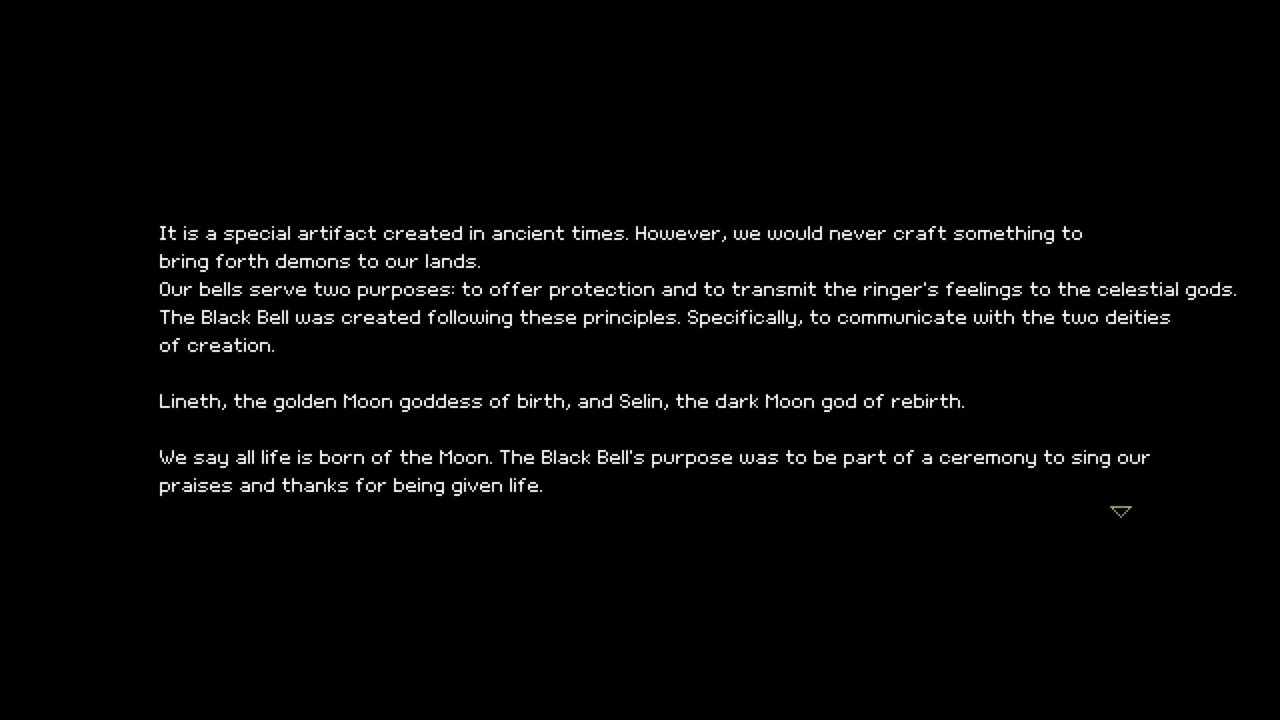 It is a special artifact created in ancient times. However, we would never craft something to
bring forth demons to our lands.
Our bells serve two purposes: to offer protection and to transmit the ringer's feelings to the celestial gods.
The Black Bell was created following these principles. Specifically, to communicate with the two deities
of creation.
Lineth, the golden Moon goddess of birth, and Selin, the dark Moon god of rebirth.
We say all life is born of the Moon. The Black Bell's purpose was to be part of a ceremony to sing our
praises and thanks for being given life.